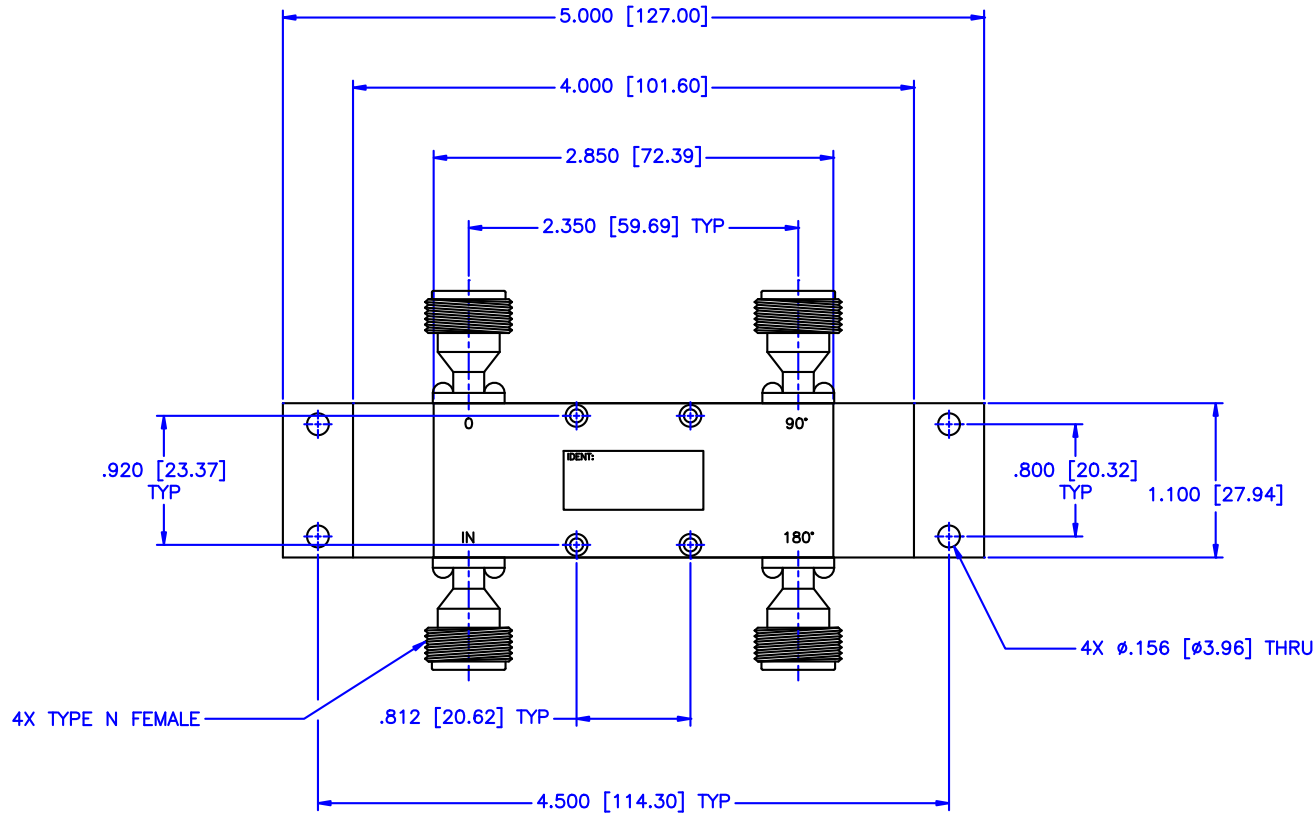 5.000 [127.00]
4.000 [101.60]
2.850 [72.39]
2.350 [59.69] TYP
0
90°
IDENT:
.920 [23.37]
TYP
.800 [20.32]
TYP
1.100 [27.94]
IN
180°
4X ø.156 [ø3.96] THRU
4X TYPE N FEMALE
.812 [20.62] TYP
4.500 [114.30] TYP